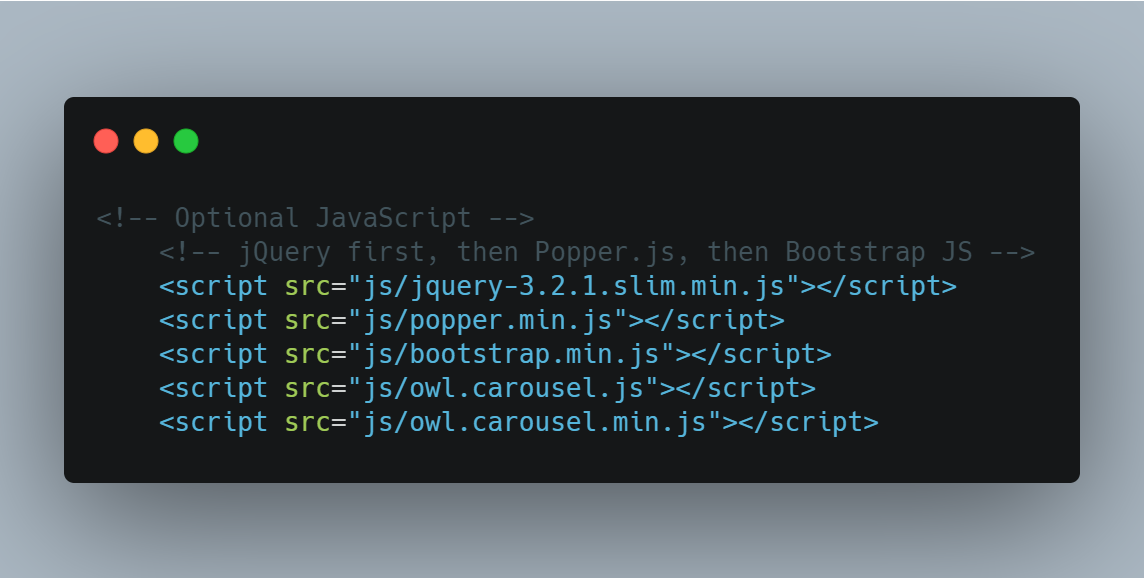 <!-- Optional JavaScript -->
<!-- jQuery first, then Popper.js, then Bootstrap JS -->
<script src="js/jquery-3.2.1.slim.min.js"></script>
<script src="js/popper.min.js"></script>
<script src="js/bootstrap.min.js"></script>
<script src="js/owl.carousel.js"></script>
<script src="js/owl.carousel.min.js"></script>